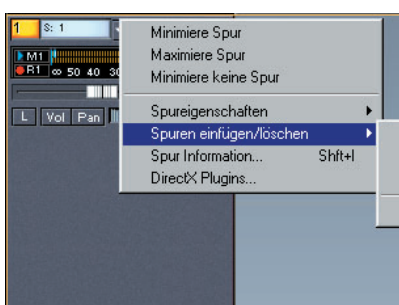 1 S: 1
M1
R1 ∞ 50 40 30
L Vol Pan
Minimiere Spur
Maximiere Spur
Minimiere keine Spur
Spureigenschaften
Spuren einfügen/löschen
Spur Information... Shft+I
DirectX Plugins...